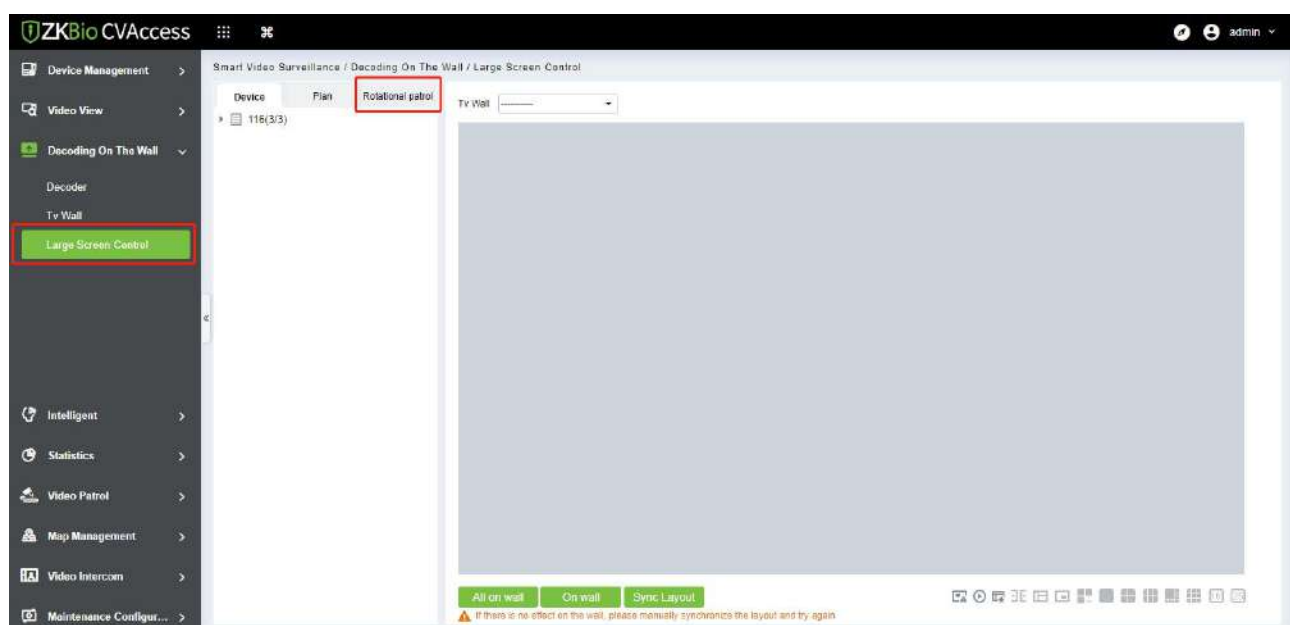 ZKBio CVAccess
admin
Device Management
Video View
Decoding On The Wall
Decoder
Tv Wall
Large Screen Control
Intelligent
Statistics
Video Patrol
Map Management
Video Intercom
Maintenance Configur...
Smart Video Surveillance / Decoding On The Wall / Large Screen Control
Device Plan Rotational patrol
116(3/3)
Tv Wall ---------
All on wall On wall Sync Layout
If there is no effect on the wall, please manually synchronize the layout and try again